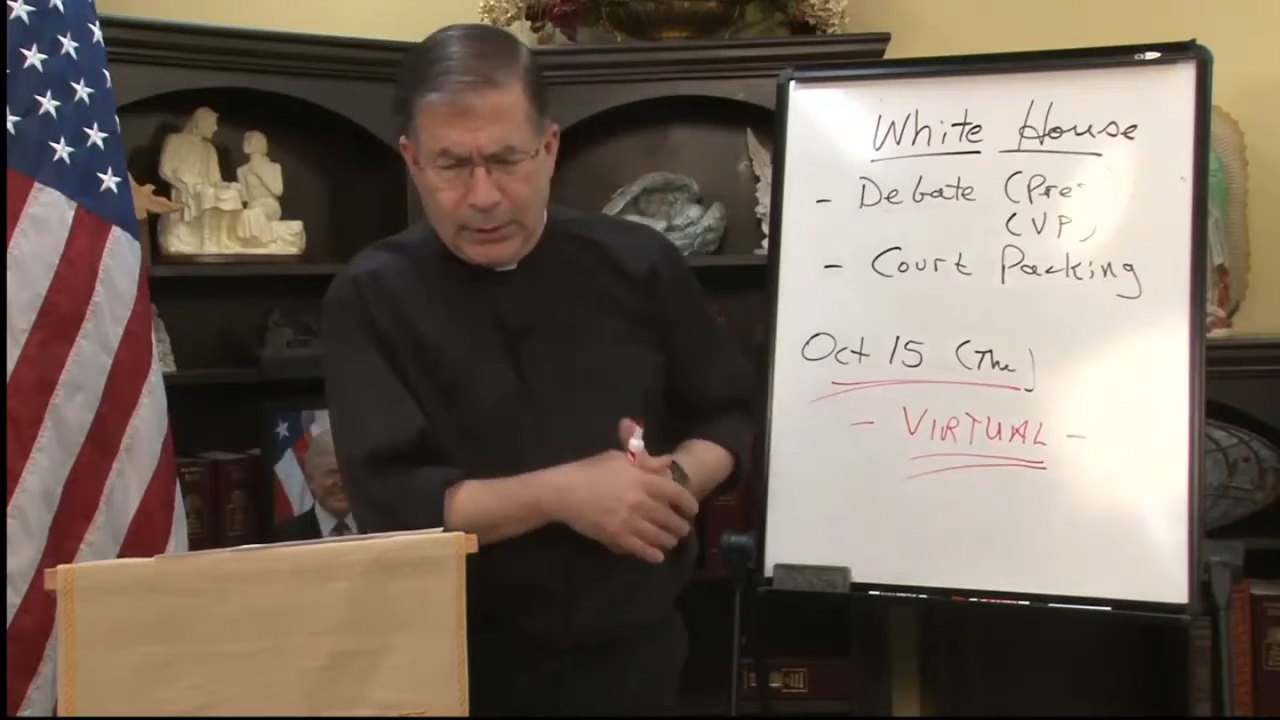 White House
- Debate (Pre-
(VP)
- Court Packing
Oct 15 (Thu)
- VIRTUAL -